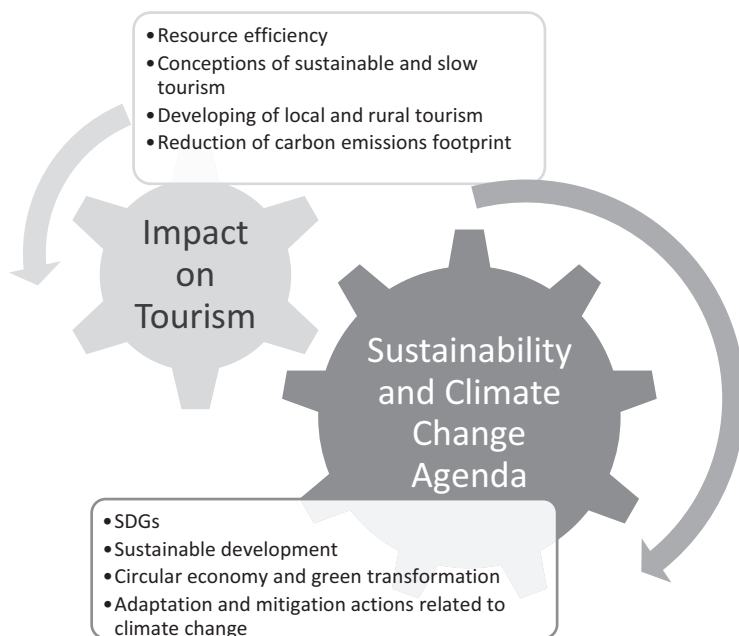 • Resource efficiency
• Conceptions of sustainable and slow
tourism
• Developing of local and rural tourism
• Reduction of carbon emissions footprint
Impact
on
Tourism
Sustainability
and Climate
Change
Agenda
• SDGs
• Sustainable development
• Circular economy and green transformation
• Adaptation and mitigation actions related to
climate change